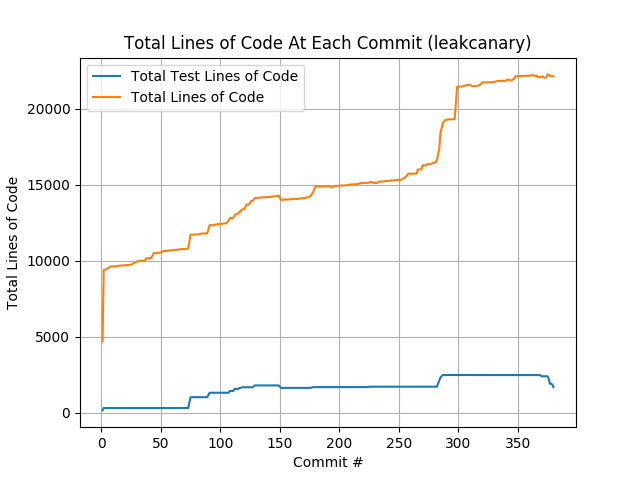 Total Lines of Code At Each Commit (leakcanary)
Total Test Lines of Code
Total Lines of Code
Total Lines of Code
20000
15000
10000
5000
0
0 50 100 150 200 250 300 350
Commit #